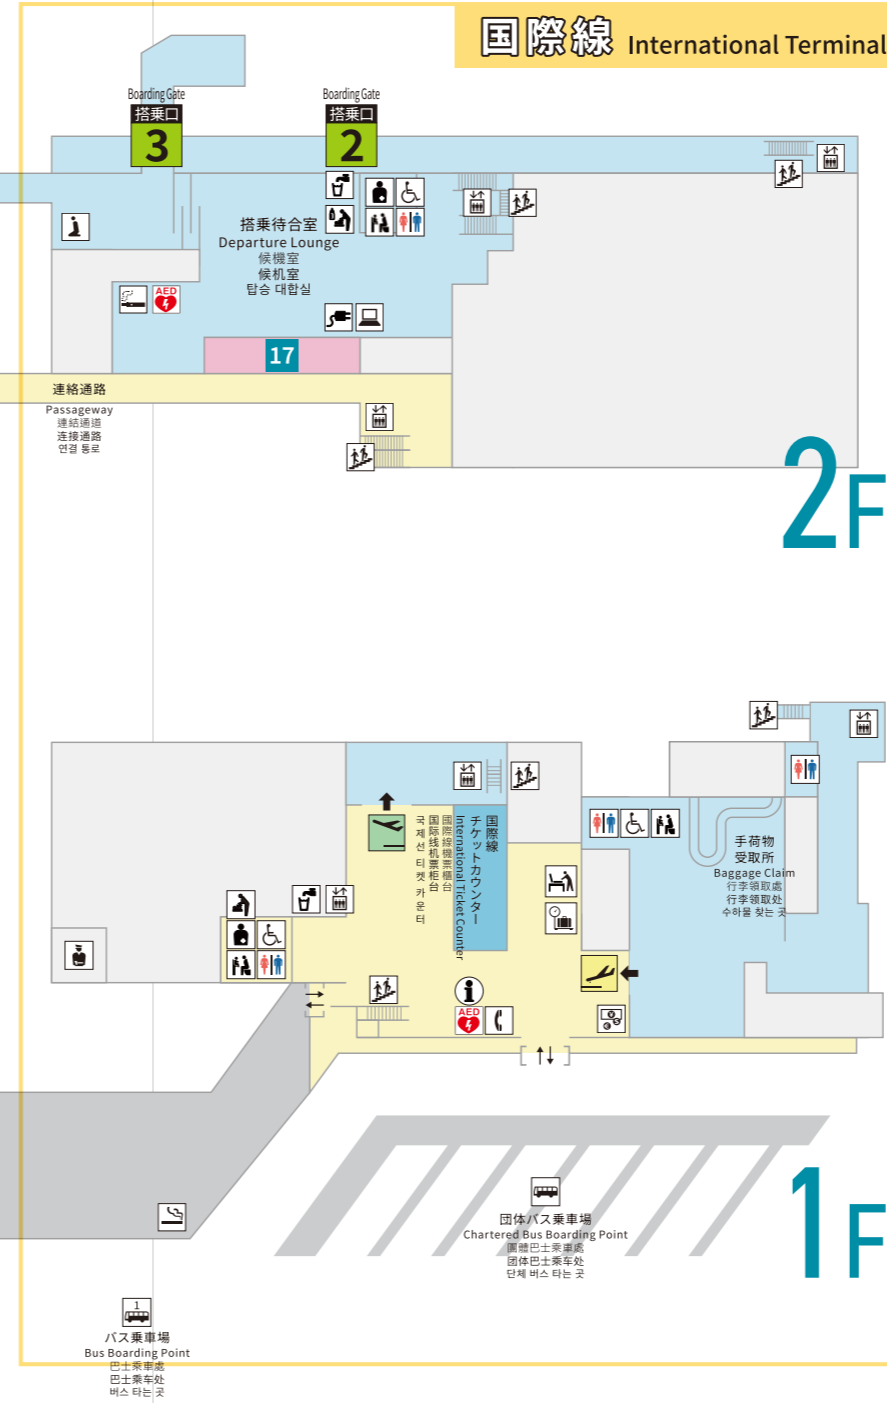 国際線 International Terminal
Boarding Gate
搭乗口
3
Boarding Gate
搭乗口
2
搭乗待合室
Departure Lounge
候機室
候机室
탑승 대합실
AED
17
連絡通路
Passageway
連結通道
连接通路
연결 통로
2F
国際線
チケットカウンター
International Ticket Counter
國際線機票櫃台
国际线机票柜台
국제선 티켓 카운터
手荷物
受取所
Baggage Claim
行李領取處
行李领取处
수하물 찾는 곳
AED
団体バス乗車場
Chartered Bus Boarding Point
團體巴士乘車處
团体巴士乘车处
단체 버스 타는 곳
1F
1
バス乗車場
Bus Boarding Point
巴士乘車處
巴士乘车处
버스 타는 곳